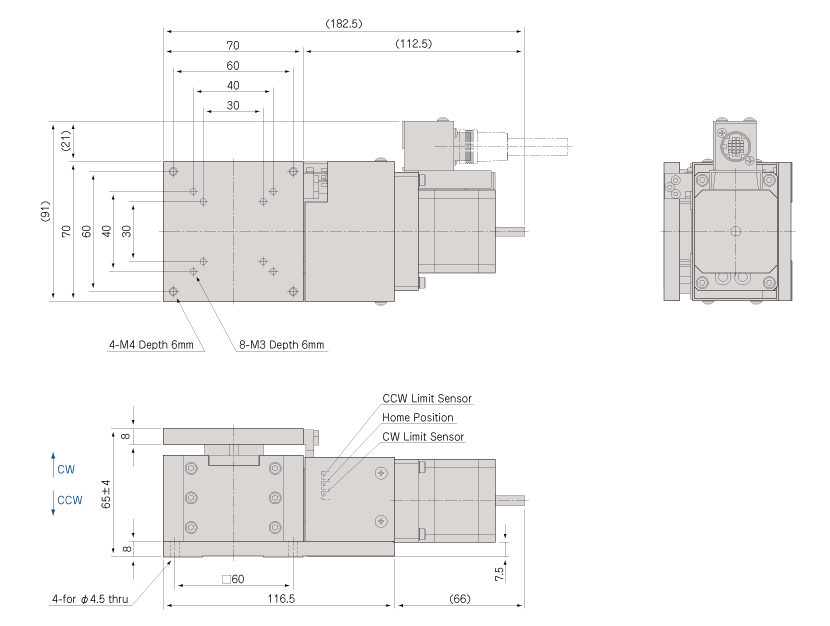 (182.5)
70
(112.5)
60
40
30
(21)
(91)
70
60
40
30
4-M4 Depth 6mm
8-M3 Depth 6mm
CCW Limit Sensor
Home Position
CW Limit Sensor
CW
CCW
8
65±4
8
7.5
□60
4-for φ4.5 thru
116.5
(66)